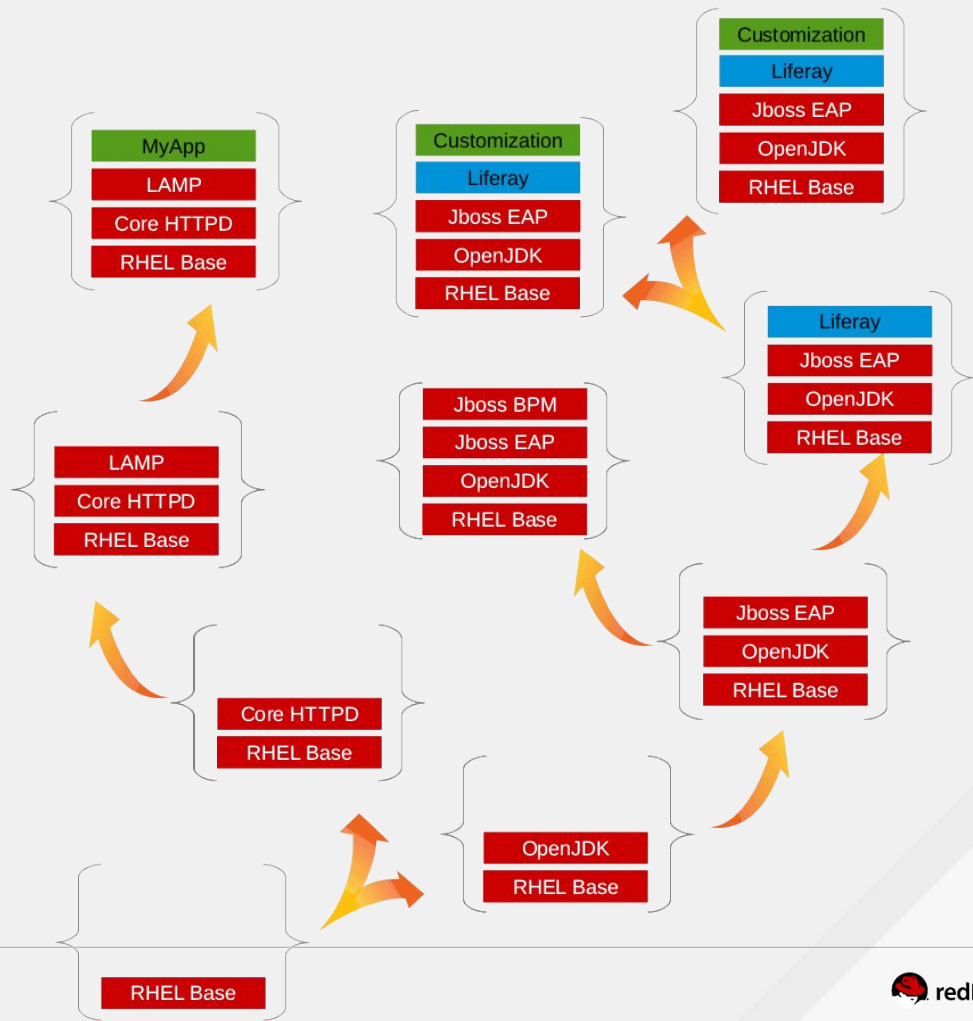 Customization
Liferay
Jboss EAP
OpenJDK
RHEL Base
MyApp
LAMP
Core HTTPD
RHEL Base
Customization
Liferay
Jboss EAP
OpenJDK
RHEL Base
Liferay
Jboss EAP
OpenJDK
RHEL Base
Jboss BPM
Jboss EAP
OpenJDK
RHEL Base
LAMP
Core HTTPD
RHEL Base
Jboss EAP
OpenJDK
RHEL Base
Core HTTPD
RHEL Base
OpenJDK
RHEL Base
RHEL Base